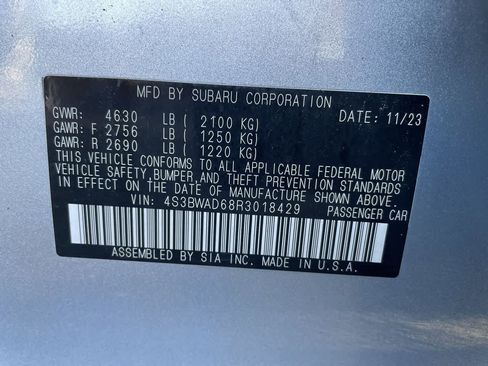 MFD BY SUBARU CORPORATION DATE: 11/23
GVWR: 4630 LB ( 2100 KG)
GAWR: F 2756 LB ( 1250 KG)
GAWR: R 2690 LB ( 1220 KG)
THIS VEHICLE CONFORMS TO ALL APPLICABLE FEDERAL MOTOR
VEHICLE SAFETY, BUMPER, AND THEFT PREVENTION STANDARDS
IN EFFECT ON THE DATE OF MANUFACTURE SHOWN ABOVE.
VIN: 4S3BWAD68R3018429 PASSENGER CAR
ASSEMBLED BY SIA INC. MADE IN U.S.A.